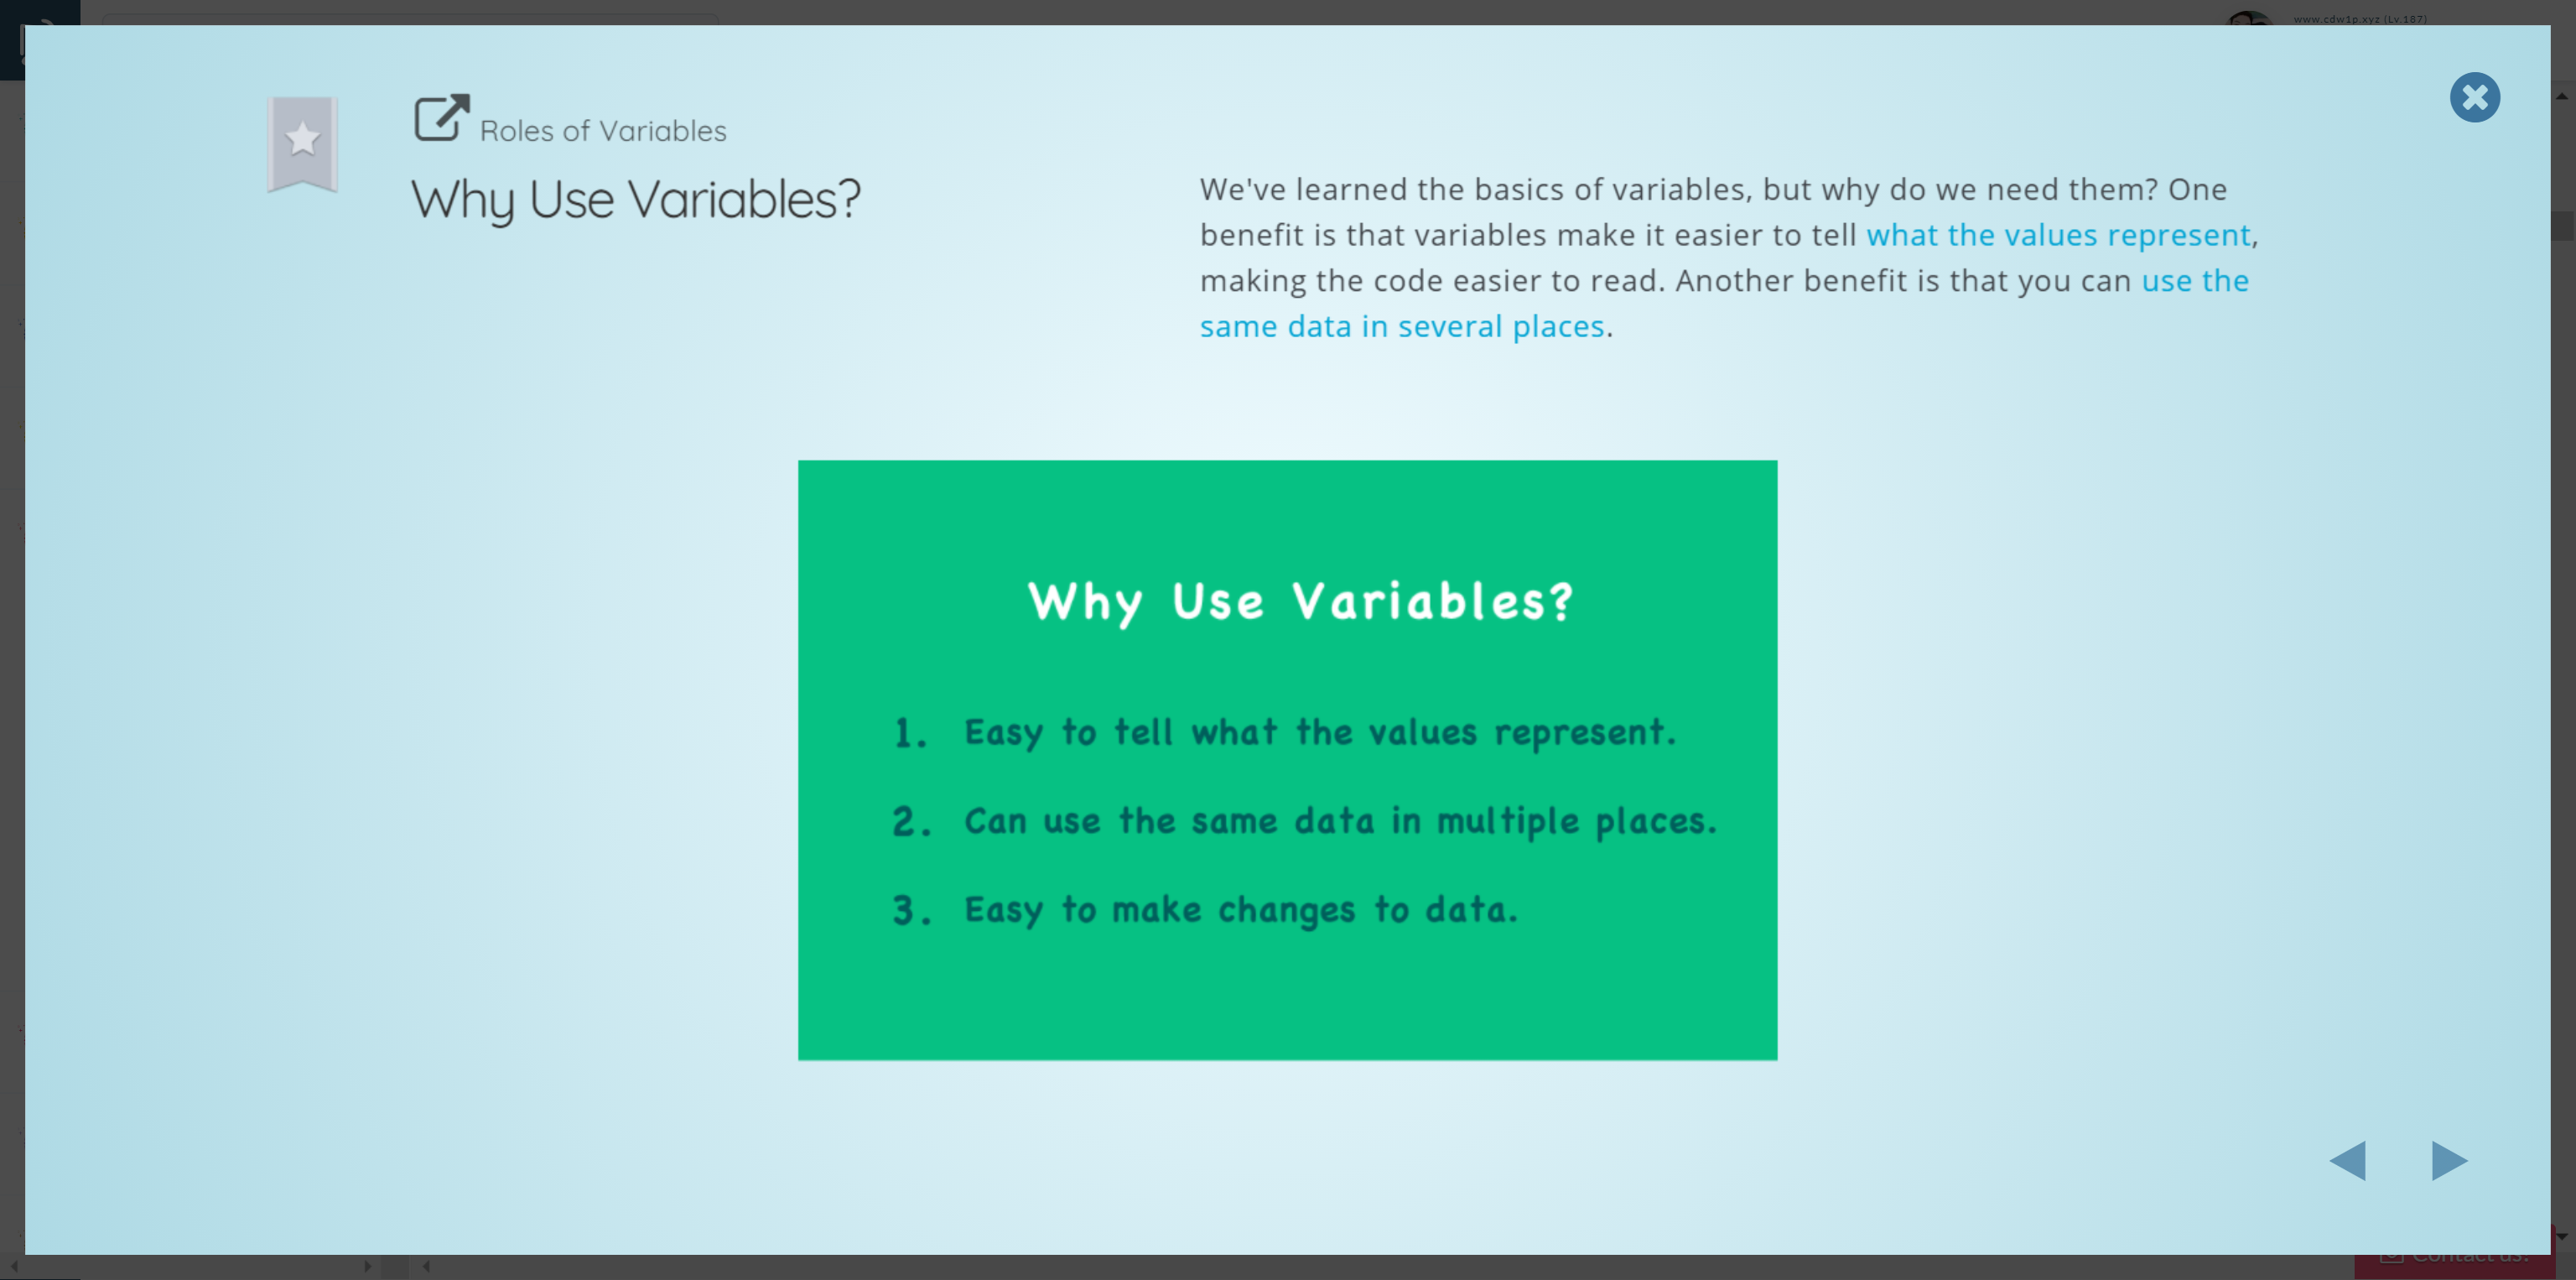 www.cdw1p.xyz (Lv.187)
Roles of Variables
Why Use Variables?
We've learned the basics of variables, but why do we need them? One
benefit is that variables make it easier to tell what the values represent,
making the code easier to read. Another benefit is that you can use the
same data in several places.
Why Use Variables?
1. Easy to tell what the values represent.
2. Can use the same data in multiple places.
3. Easy to make changes to data.
Contact us!